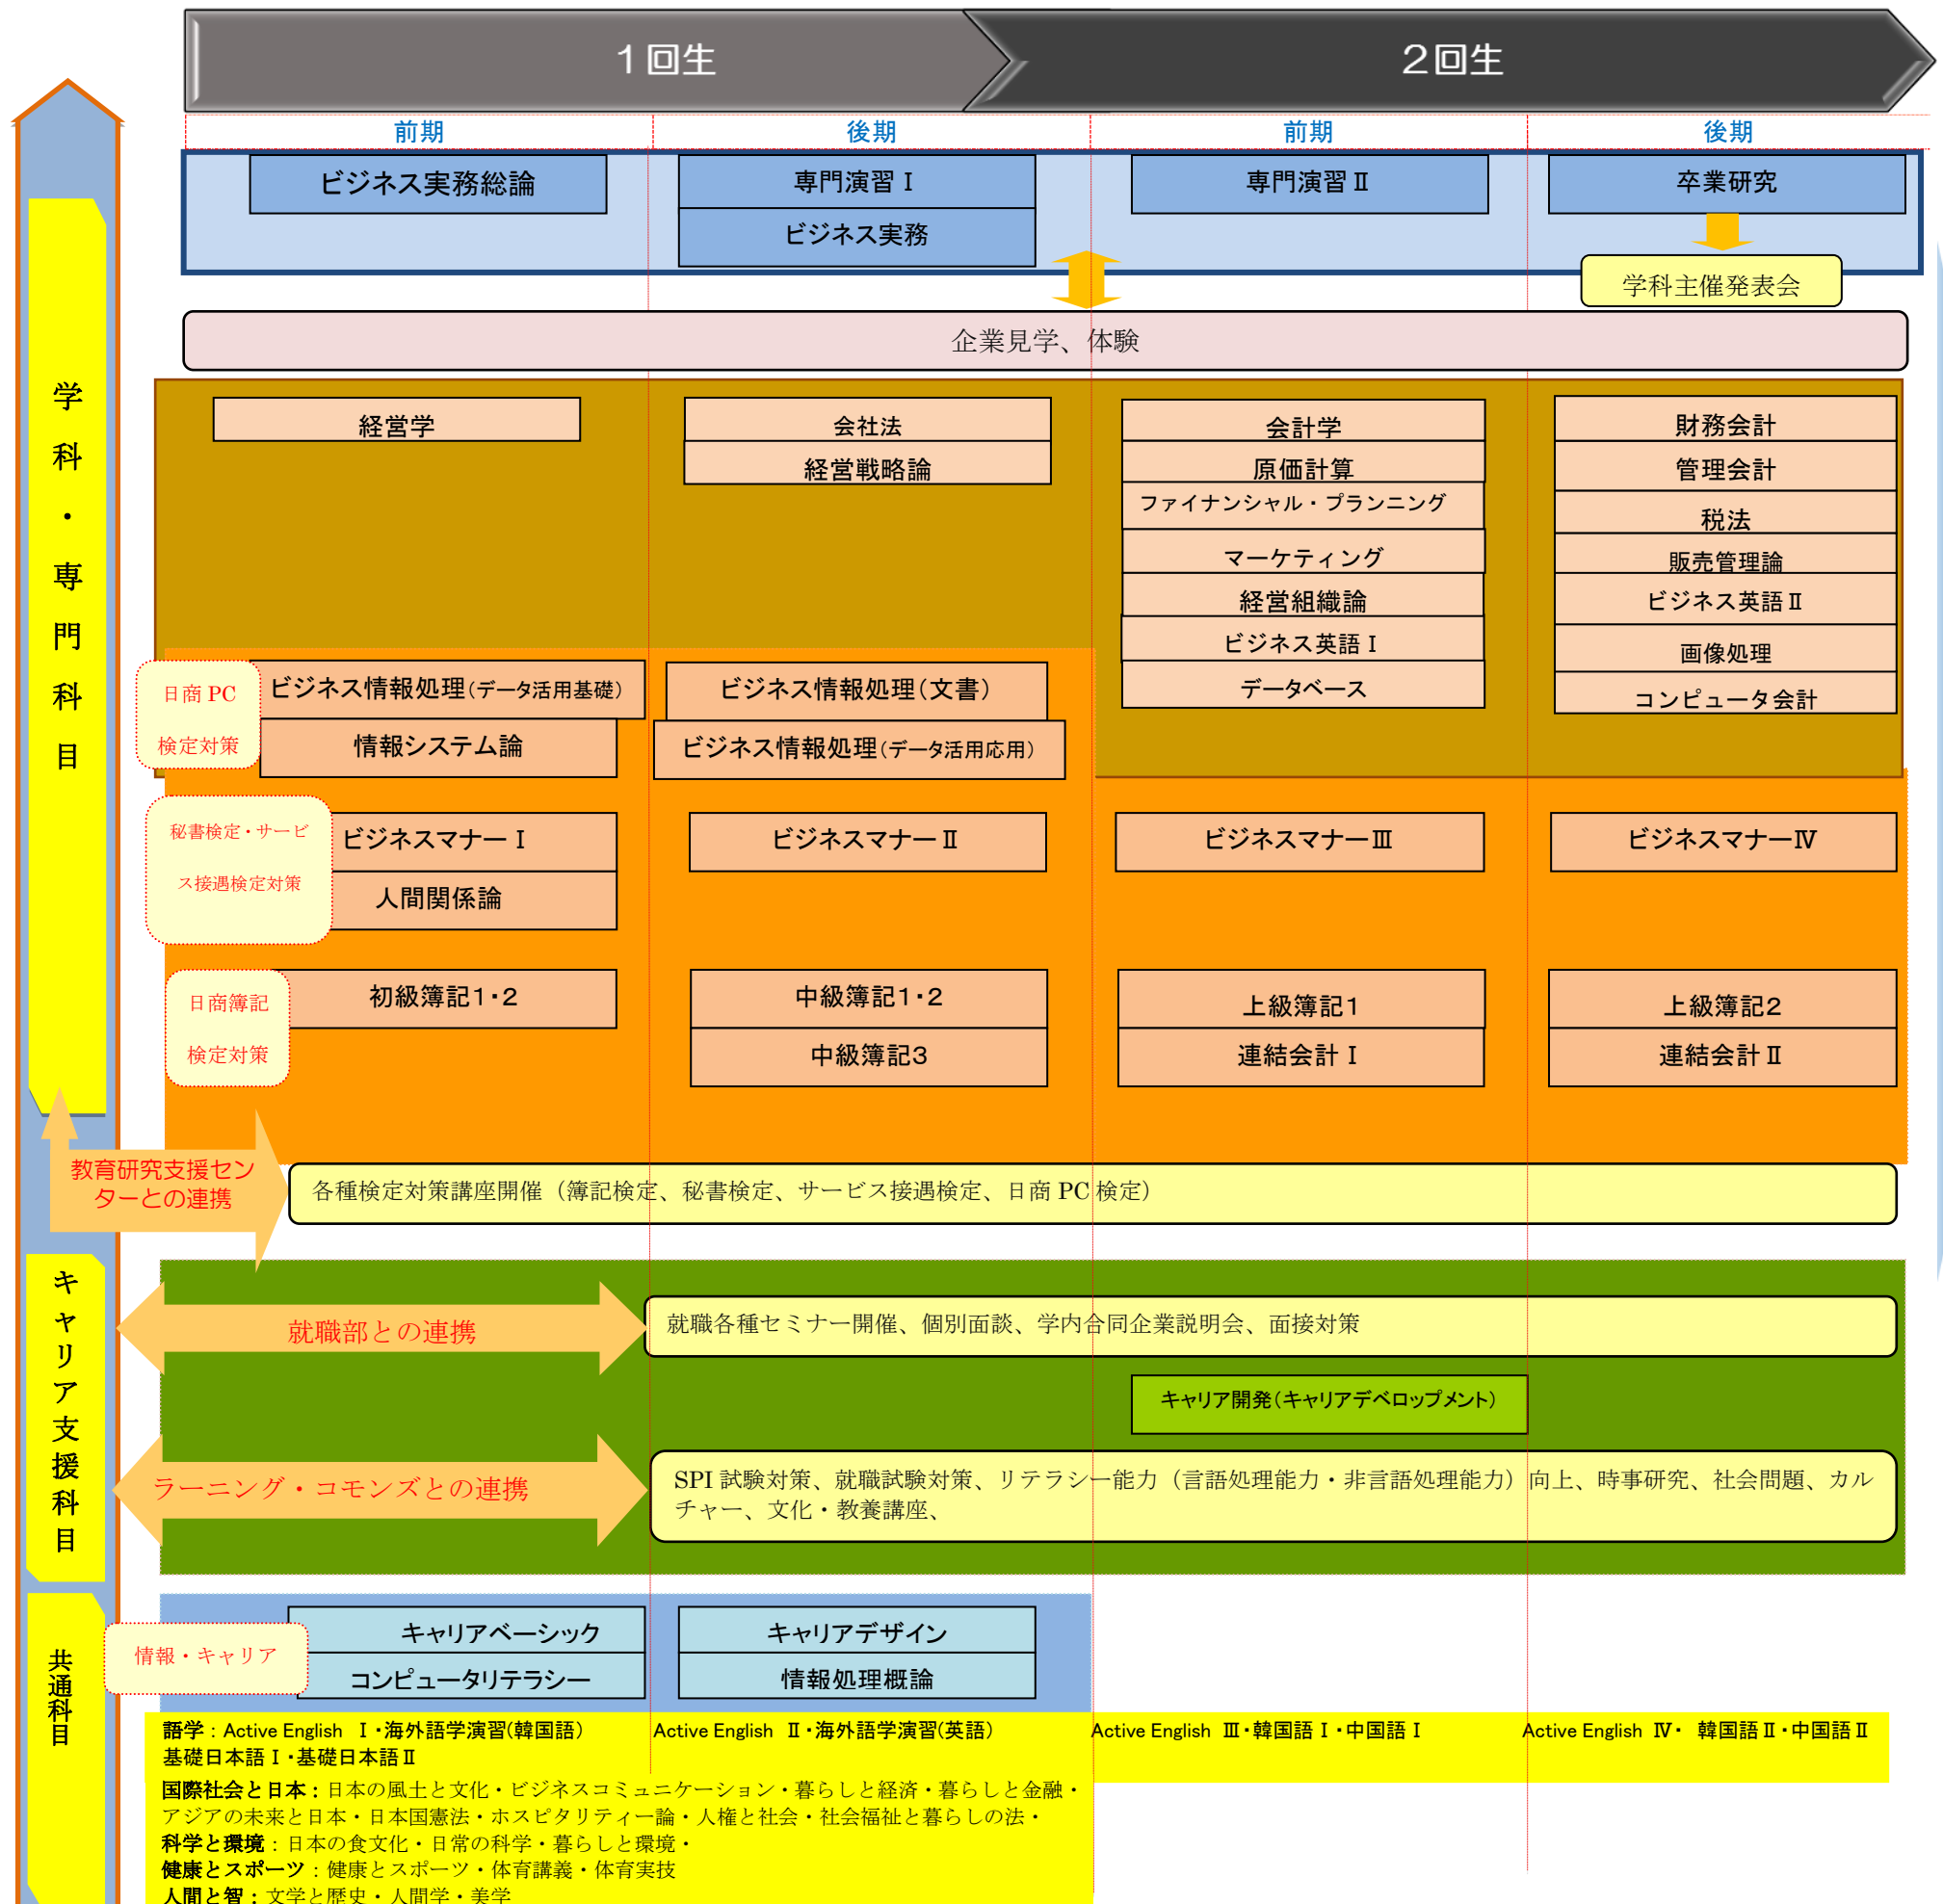 1回生
2回生
前期
後期
前期
後期
ビジネス実務総論
専門演習Ⅰ
専門演習Ⅱ
卒業研究
ビジネス実務
学科主催発表会
企業見学、体験
学科・専門科目
経営学
会社法
経営戦略論
会計学
原価計算
ファイナンシャル・プランニング
マーケティング
経営組織論
ビジネス英語Ⅰ
データベース
財務会計
管理会計
税法
販売管理論
ビジネス英語Ⅱ
画像処理
コンピュータ会計
日商 PC
検定対策
ビジネス情報処理(データ活用基礎)
情報システム論
ビジネス情報処理(文書)
ビジネス情報処理(データ活用応用)
秘書検定・サービ
ス接遇検定対策
ビジネスマナーⅠ
人間関係論
ビジネスマナーⅡ
ビジネスマナーⅢ
ビジネスマナーⅣ
日商簿記
検定対策
初級簿記1・2
中級簿記1・2
中級簿記3
上級簿記1
連結会計Ⅰ
上級簿記2
連結会計Ⅱ
教育研究支援セン
ターとの連携
各種検定対策講座開催（簿記検定、秘書検定、サービス接遇検定、日商 PC 検定）
キャリア支援科目
就職部との連携
就職各種セミナー開催、個別面談、学内合同企業説明会、面接対策
キャリア開発(キャリアデベロップメント)
ラーニング・コモンズとの連携
SPI 試験対策、就職試験対策、リテラシー能力（言語処理能力・非言語処理能力）向上、時事研究、社会問題、カル
チャー、文化・教養講座、
共通科目
情報・キャリア
キャリアベーシック
コンピュータリテラシー
キャリアデザイン
情報処理概論
語学：Active English Ⅰ・海外語学演習(韓国語)
基礎日本語Ⅰ・基礎日本語Ⅱ
Active English Ⅱ・海外語学演習(英語)
Active English Ⅲ・韓国語Ⅰ・中国語Ⅰ
Active English Ⅳ・ 韓国語Ⅱ・中国語Ⅱ
国際社会と日本：日本の風土と文化・ビジネスコミュニケーション・暮らしと経済・暮らしと金融・
アジアの未来と日本・日本国憲法・ホスピタリティー論・人権と社会・社会福祉と暮らしの法・
科学と環境：日本の食文化・日常の科学・暮らしと環境・
健康とスポーツ：健康とスポーツ・体育講義・体育実技
人間と智：文学と歴史・人間学・美学